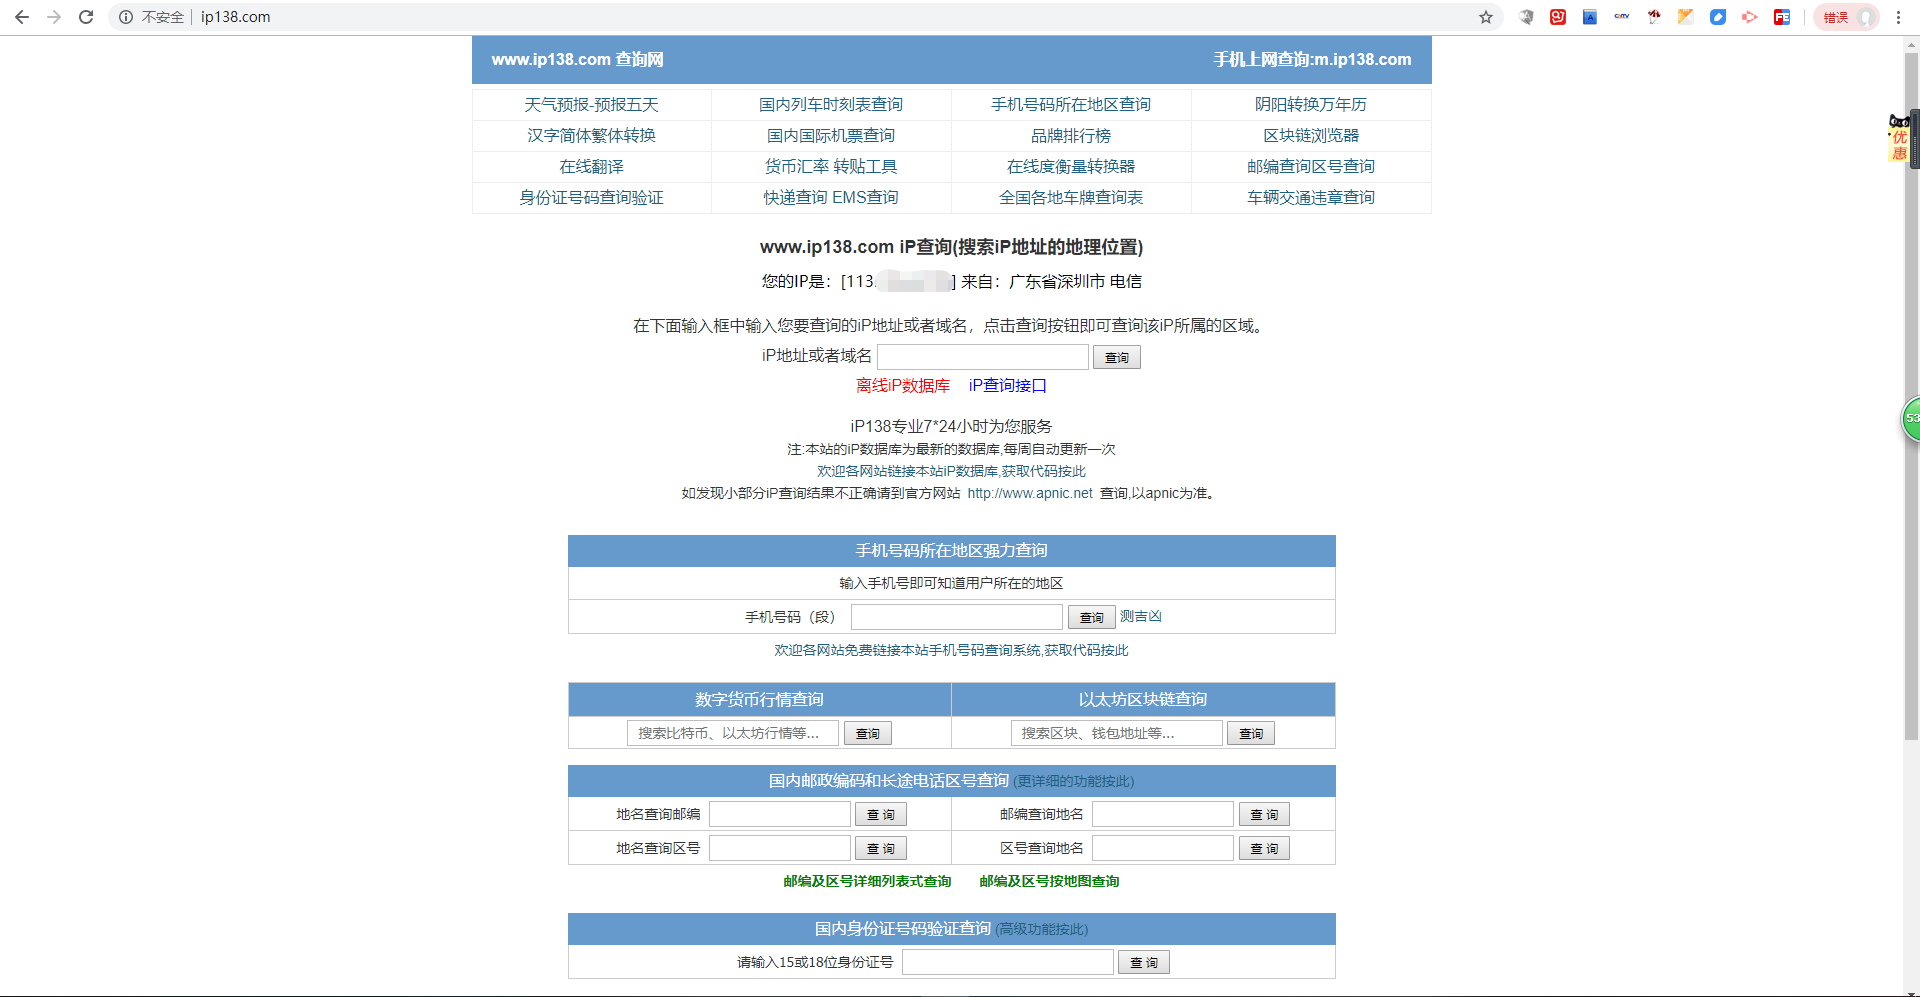 不安全 ip138.com 错误
www.ip138.com 查询网 手机上网查询:m.ip138.com
天气预报-预报五天 国内列车时刻表查询 手机号码所在地区查询 阴阳转换万年历
汉字简体繁体转换 国内国际机票查询 品牌排行榜 区块链浏览器
在线翻译 货币汇率 转贴工具 在线度衡量转换器 邮编查询区号查询
身份证号码查询验证 快递查询 EMS查询 全国各地车牌查询表 车辆交通违章查询
优
惠
www.ip138.com iP查询(搜索iP地址的地理位置)
您的IP是：[113. ] 来自：广东省深圳市 电信
在下面输入框中输入您要查询的iP地址或者域名，点击查询按钮即可查询该iP所属的区域。
iP地址或者域名 查询
离线iP数据库 iP查询接口
53
iP138专业7*24小时为您服务
注:本站的iP数据库为最新的数据库,每周自动更新一次
欢迎各网站链接本站iP数据库,获取代码按此
如发现小部分iP查询结果不正确请到官方网站 http://www.apnic.net 查询,以apnic为准。
手机号码所在地区强力查询
输入手机号即可知道用户所在的地区
手机号码（段） 查询 测吉凶
欢迎各网站免费链接本站手机号码查询系统,获取代码按此
数字货币行情查询 以太坊区块链查询
搜索比特币、以太坊行情等... 查询 搜索区块、钱包地址等... 查询
国内邮政编码和长途电话区号查询 (更详细的功能按此)
地名查询邮编 查 询 邮编查询地名 查 询
地名查询区号 查 询 区号查询地名 查 询
邮编及区号详细列表式查询 邮编及区号按地图查询
国内身份证号码验证查询 (高级功能按此)
请输入15或18位身份证号 查 询